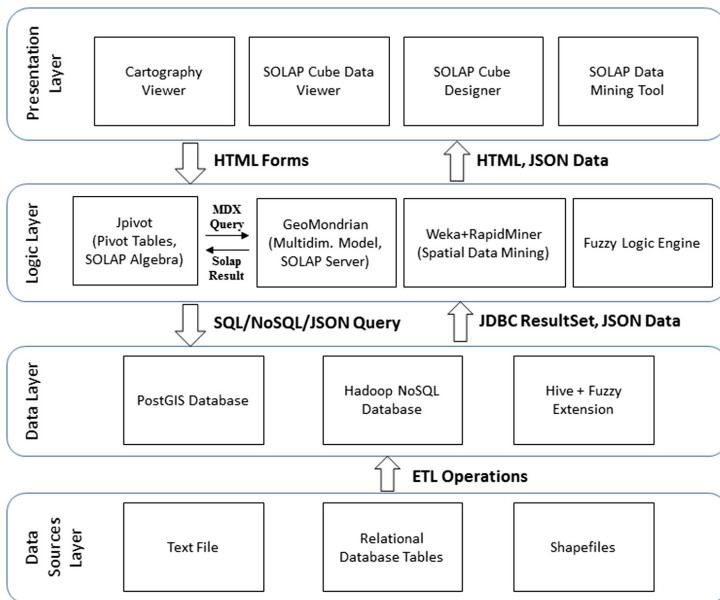 Presentation
Layer
Cartography
Viewer
SOLAP Cube Data
Viewer
SOLAP Cube
Designer
SOLAP Data
Mining Tool
HTML Forms
HTML, JSON Data
Logic Layer
Jpivot
(Pivot Tables,
SOLAP Algebra)
MDX
Query
Solap
Result
GeoMondrian
(Multidim. Model,
SOLAP Server)
Weka+RapidMiner
(Spatial Data Mining)
Fuzzy Logic Engine
SQL/NoSQL/JSON Query
JDBC ResultSet, JSON Data
Data Layer
PostGIS Database
Hadoop NoSQL
Database
Hive + Fuzzy
Extension
ETL Operations
Data
Sources
Layer
Text File
Relational
Database Tables
Shapefiles